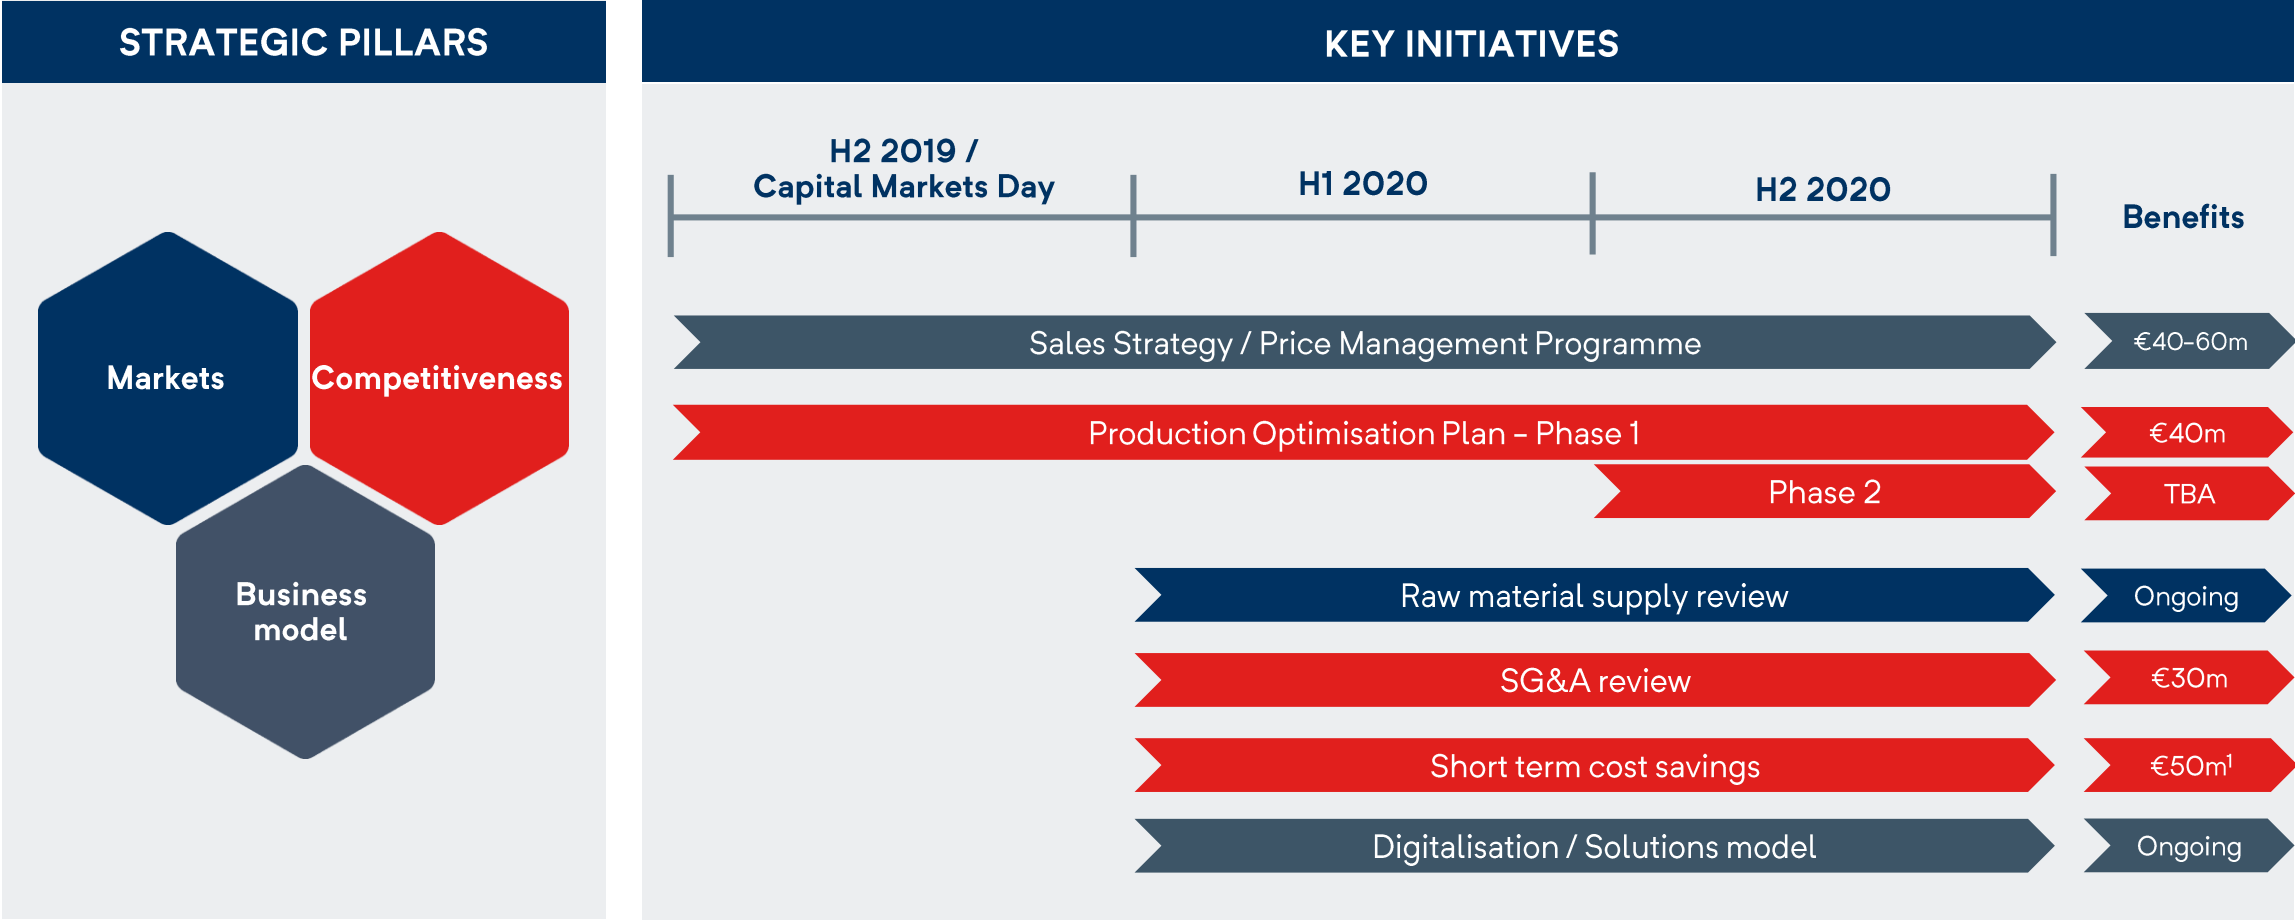 STRATEGIC PILLARS
Markets
Competitiveness
Business
model
KEY INITIATIVES
H2 2019 /
Capital Markets Day
H1 2020
H2 2020
Benefits
Sales Strategy / Price Management Programme
€40-60m
Production Optimisation Plan – Phase 1
€40m
Phase 2
TBA
Raw material supply review
Ongoing
SG&A review
€30m
Short term cost savings
€50m¹
Digitalisation / Solutions model
Ongoing